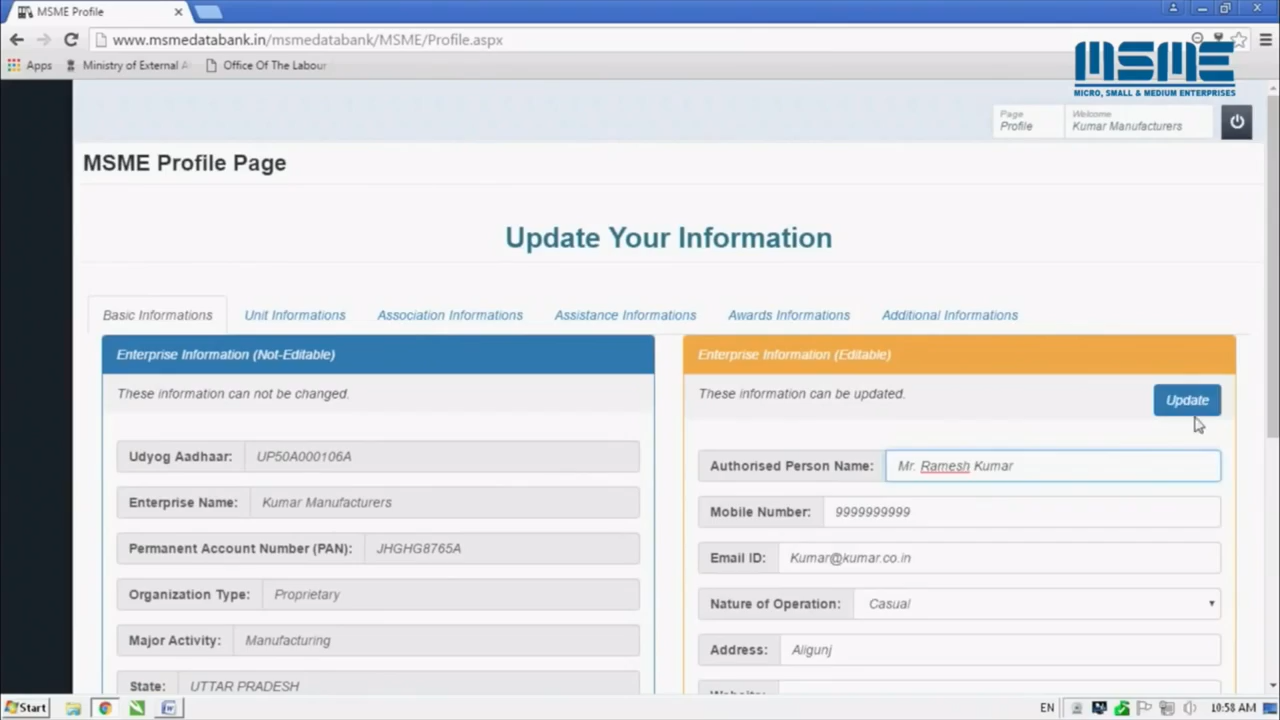 MSME Profile
www.msmedatabank.in/msmedatabank/MSME/Profile.aspx
Apps Ministry of External Office Of The Labour
MSME
MICRO, SMALL & MEDIUM ENTERPRISES
Page
Profile
Welcome
Kumar Manufacturers
MSME Profile Page
Update Your Information
Basic Informations Unit Informations Association Informations Assistance Informations Awards Informations Additional Informations
Enterprise Information (Not-Editable)
These information can not be changed.
Udyog Aadhaar: UP50A000106A
Enterprise Name: Kumar Manufacturers
Permanent Account Number (PAN): JHGHG8765A
Organization Type: Proprietary
Major Activity: Manufacturing
State: UTTAR PRADESH
Enterprise Information (Editable)
These information can be updated.
Update
Authorised Person Name: Mr. Ramesh Kumar
Mobile Number: 9999999999
Email ID: Kumar@kumar.co.in
Nature of Operation: Casual
Address: Aligunj
Start
EN
10:58 AM